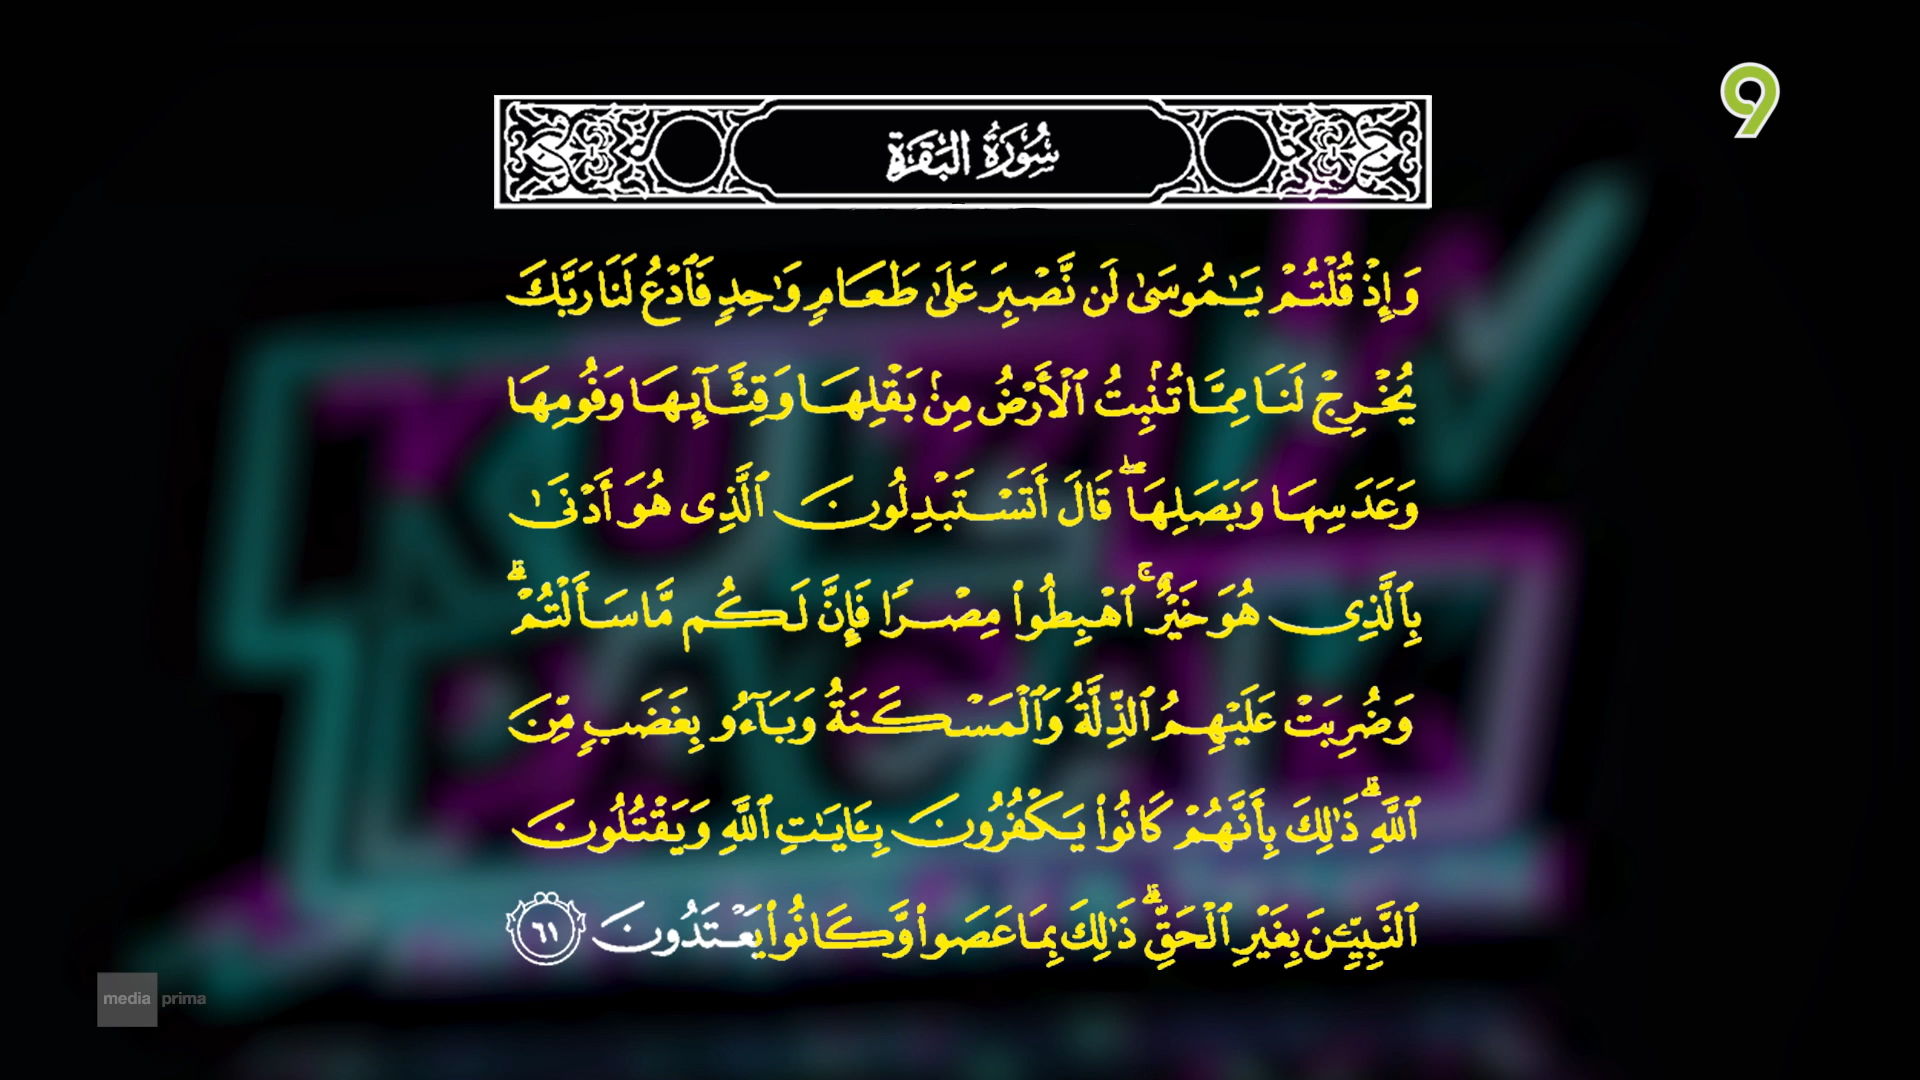 9
سُورَةُ البَقَرَةِ
وَإِذْ قُلْتُمْ يَـٰمُوسَىٰ لَن نَّصْبِرَ عَلَىٰ طَعَامٍ وَٰحِدٍ فَٱدْعُ لَنَا رَبَّكَ
يُخْرِجْ لَنَا مِمَّا تُنۢبِتُ ٱلْأَرْضُ مِنۢ بَقْلِهَا وَقِثَّآئِهَا وَفُومِهَا
وَعَدَسِهَا وَبَصَلِهَا ۖ قَالَ أَتَسْتَبْدِلُونَ ٱلَّذِى هُوَ أَدْنَىٰ
بِٱلَّذِى هُوَ خَيْرٌ ۚ ٱهْبِطُوا۟ مِصْرًا فَإِنَّ لَكُم مَّا سَأَلْتُمْ ۗ
وَضُرِبَتْ عَلَيْهِمُ ٱلذِّلَّةُ وَٱلْمَسْكَنَةُ وَبَآءُو بِغَضَبٍ مِّنَ
ٱللَّهِ ۗ ذَٰلِكَ بِأَنَّهُمْ كَانُوا۟ يَكْفُرُونَ بِـَٔايَـٰتِ ٱللَّهِ وَيَقْتُلُونَ
ٱلنَّبِيِّـۧنَ بِغَيْرِ ٱلْحَقِّ ۗ ذَٰلِكَ بِمَا عَصَوا۟ وَّكَانُوا۟ يَعْتَدُونَ ٦١
media prima